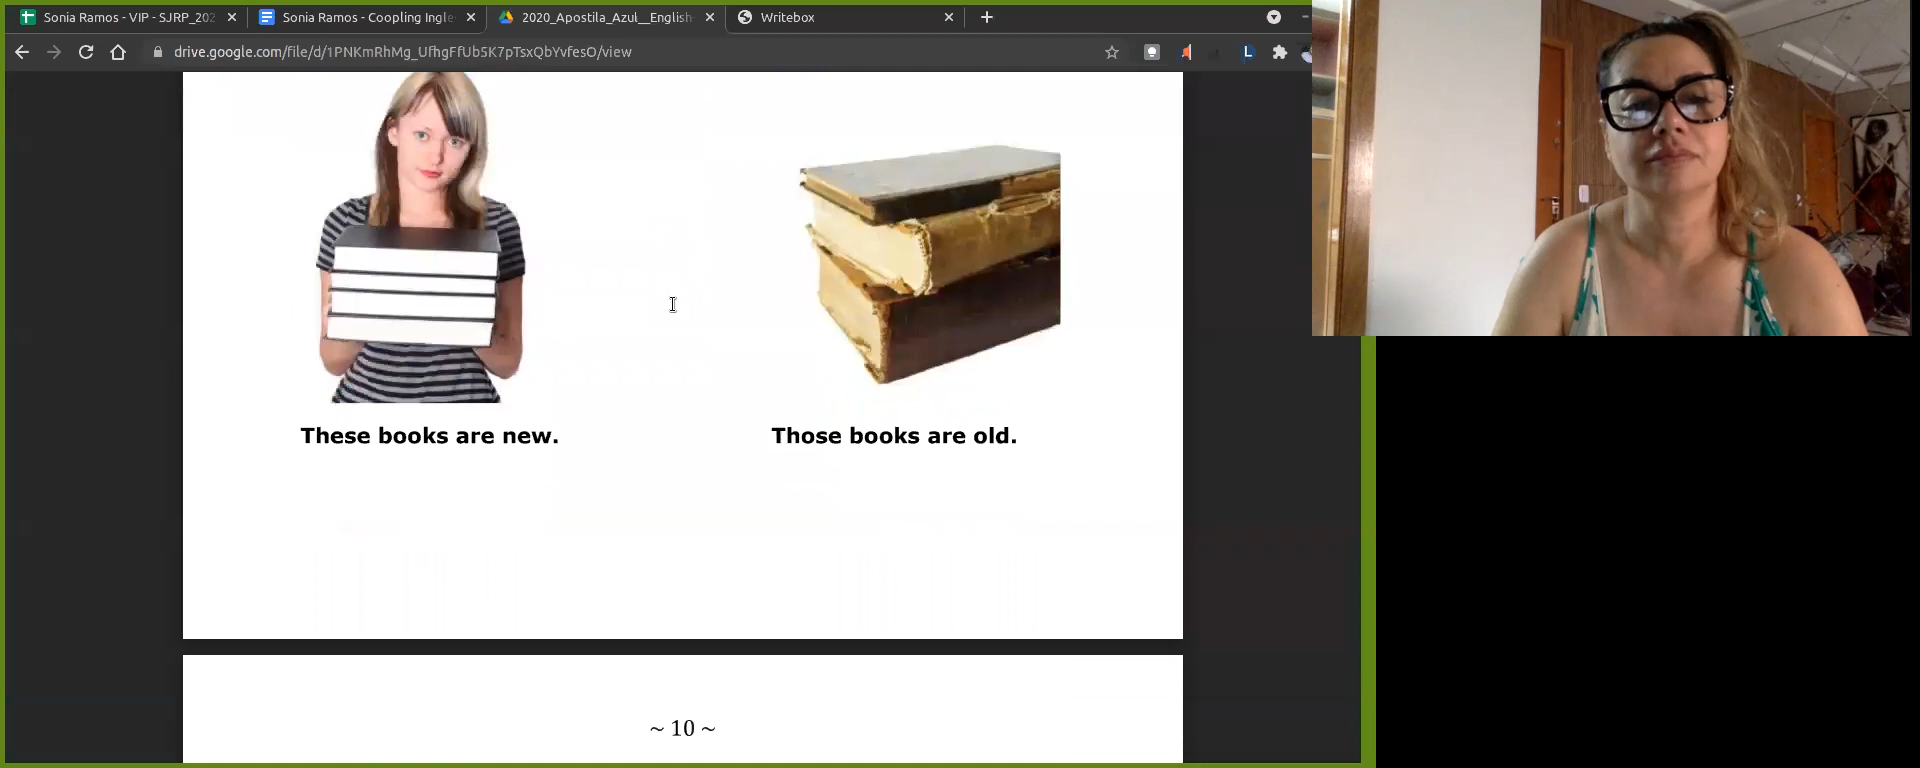 Sonia Ramos - VIP - SJRP_202
Sonia Ramos - Coopling Ingle
2020_Apostila_Azul__English-
Writebox
drive.google.com/file/d/1PNKmRhMg_UfhgFfUb5K7pTsxQbYvfesO/view
These books are new.
Those books are old.
~ 10 ~